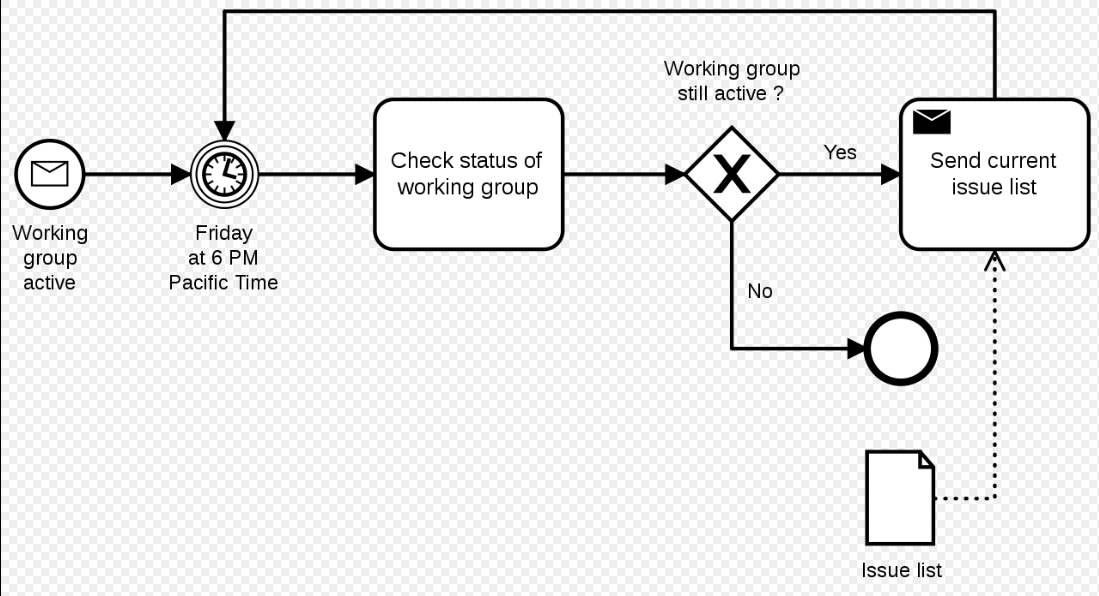 Working group
still active ?
Check status of
working group
Yes
Send current
issue list
Working
group
active
Friday
at 6 PM
Pacific Time
No
Issue list